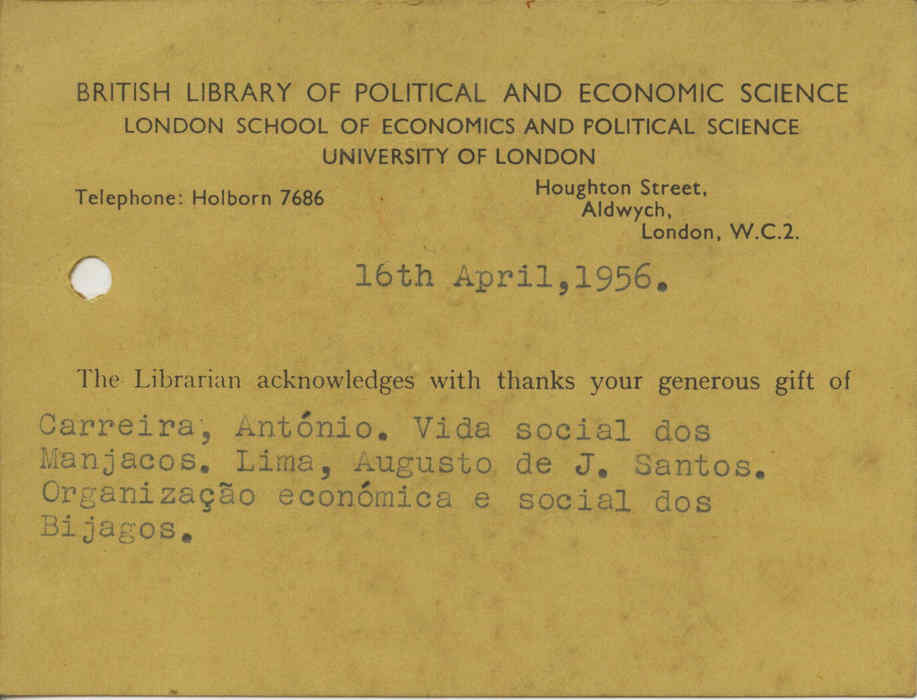 BRITISH LIBRARY OF POLITICAL AND ECONOMIC SCIENCE
LONDON SCHOOL OF ECONOMICS AND POLITICAL SCIENCE
UNIVERSITY OF LONDON
Telephone: Holborn 7686
Houghton Street,
Aldwych,
London, W.C.2.
16th April,1956.
The Librarian acknowledges with thanks your generous gift of
Carreira, António. Vida social dos
Manjacos. Lima, Augusto de J. Santos.
Organização económica e social dos
Bijagos.